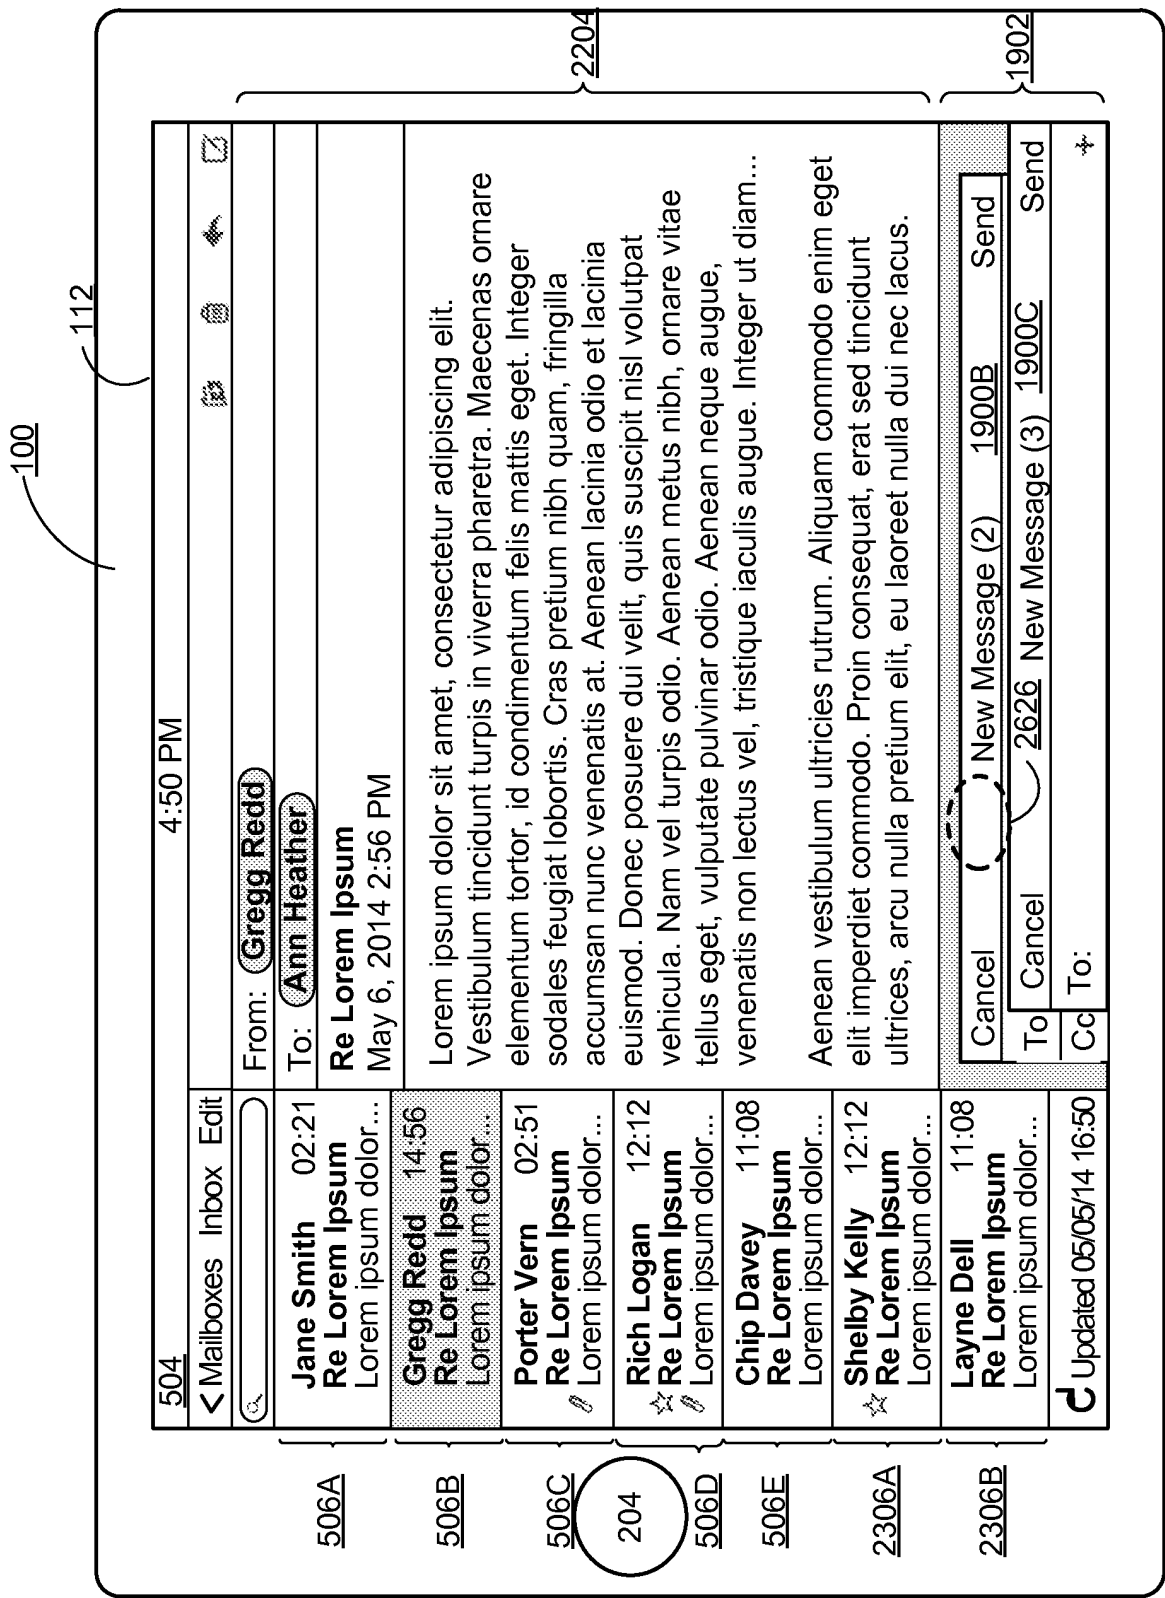 100
112
504
4:50 PM
< Mailboxes Inbox Edit
From: Gregg Redd
To: Ann Heather
Re Lorem Ipsum
May 6, 2014 2:56 PM
Jane Smith 02:21
Re Lorem Ipsum
Lorem ipsum dolor...
Gregg Redd 14:56
Re Lorem Ipsum
Lorem ipsum dolor...
Porter Vern 02:51
Re Lorem Ipsum
Lorem ipsum dolor...
Rich Logan 12:12
Re Lorem Ipsum
Lorem ipsum dolor...
Chip Davey 11:08
Re Lorem Ipsum
Lorem ipsum dolor...
Shelby Kelly 12:12
Re Lorem Ipsum
Lorem ipsum dolor...
Layne Dell 11:08
Re Lorem Ipsum
Lorem ipsum dolor...
Updated 05/05/14 16:50
506A
506B
506C
204
506D
506E
2306A
2306B
Lorem ipsum dolor sit amet, consectetur adipiscing elit.
Vestibulum tincidunt turpis in viverra pharetra. Maecenas ornare
elementum tortor, id condimentum felis mattis eget. Integer
sodales feugiat lobortis. Cras pretium nibh quam, fringilla
accumsan nunc venenatis at. Aenean lacinia odio et lacinia
euismod. Donec posuere dui velit, quis suscipit nisl volutpat
vehicula. Nam vel turpis odio. Aenean metus nibh, ornare vitae
tellus eget, vulputate pulvinar odio. Aenean neque augue,
venenatis non lectus vel, tristique iaculis augue. Integer ut diam...
Aenean vestibulum ultricies rutrum. Aliquam commodo enim eget
elit imperdiet commodo. Proin consequat, erat sed tincidunt
ultrices, arcu nulla pretium elit, eu laoreet nulla dui nec lacus.
2204
Cancel New Message (2) 1900B Send
To Cancel 2626 New Message (3) 1900C Send
Cc To: +
1902